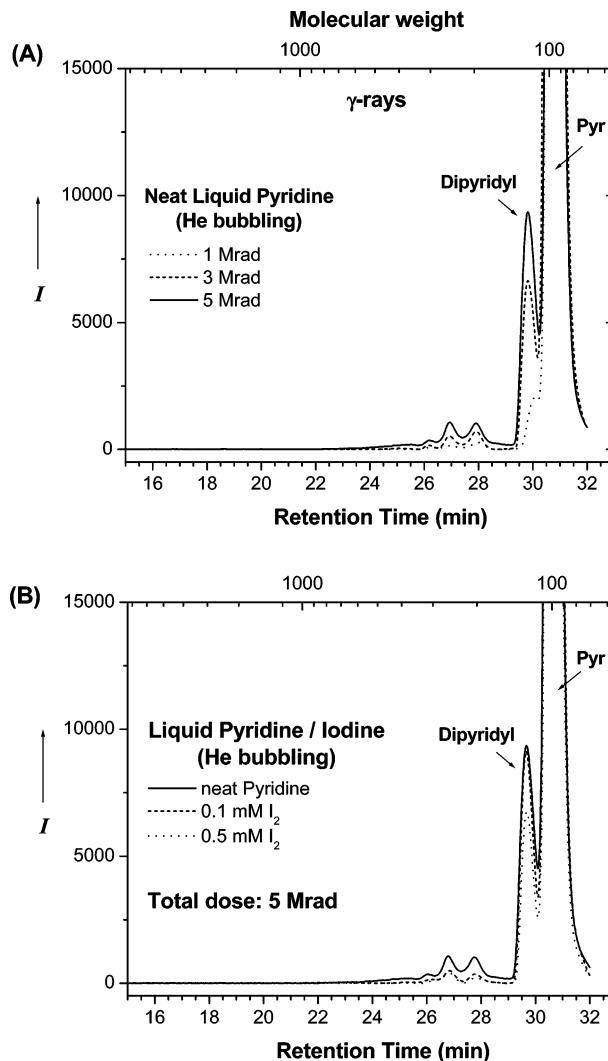 Molecular weight
(A)
1000 100
15000
γ-rays
Pyr
Dipyridyl
10000
Neat Liquid Pyridine
(He bubbling)
1 Mrad
3 Mrad
5 Mrad
I
5000
0
16 18 20 22 24 26 28 30 32
Retention Time (min)
(B)
1000 100
15000
Pyr
Dipyridyl
10000
Liquid Pyridine / Iodine
(He bubbling)
neat Pyridine
0.1 mM I₂
0.5 mM I₂
I
5000
Total dose: 5 Mrad
0
16 18 20 22 24 26 28 30 32
Retention Time (min)